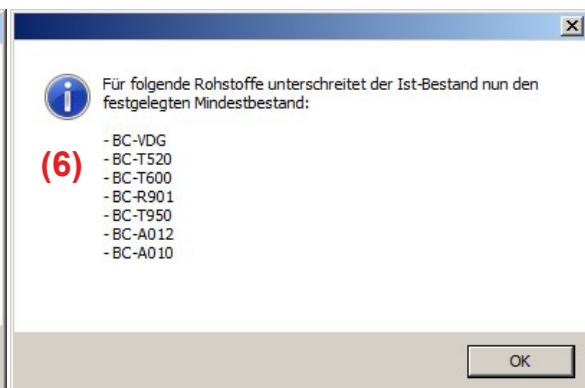 Für folgende Rohstoffe unterschreitet der Ist-Bestand nun den
festgelegten Mindestbestand:
(6)
- BC-VDG
- BC-T520
- BC-T600
- BC-R901
- BC-T950
- BC-A012
- BC-A010
OK